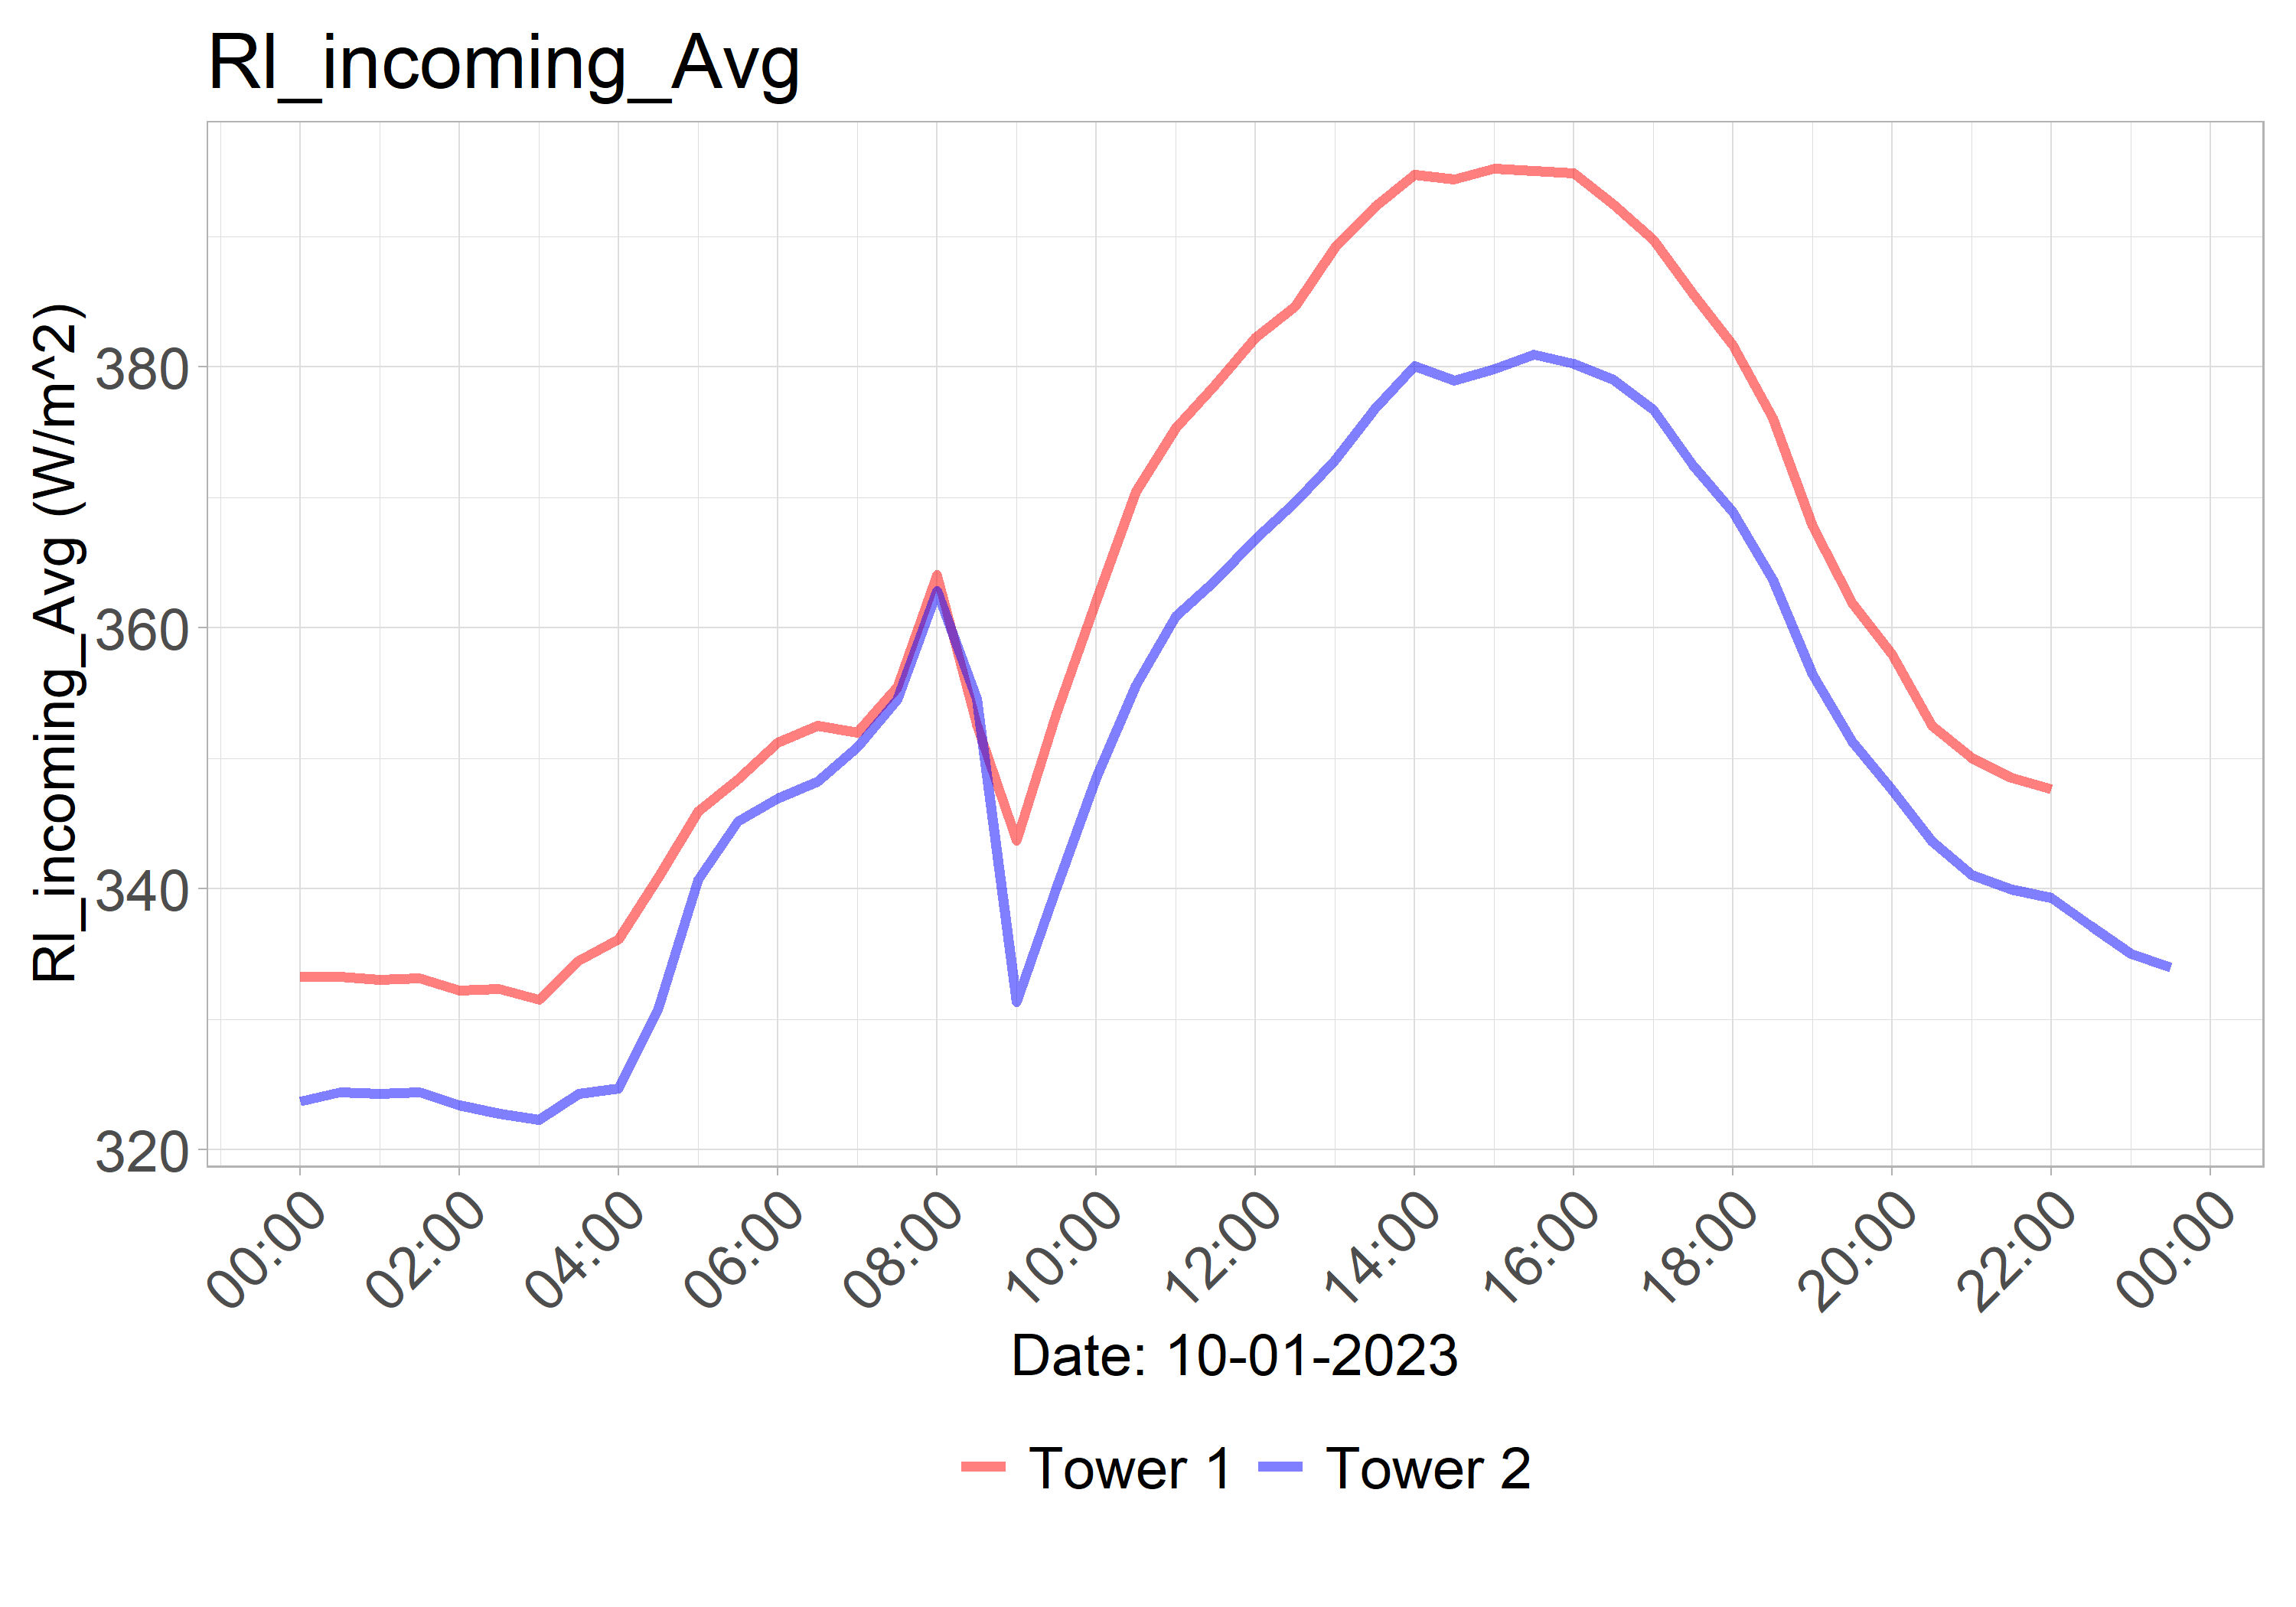 Rl_incoming_Avg
Rl_incoming_Avg (W/m^2)
380
360
340
320
00:00 02:00 04:00 06:00 08:00 10:00 12:00 14:00 16:00 18:00 20:00 22:00 00:00
Date: 10-01-2023
Tower 1 Tower 2